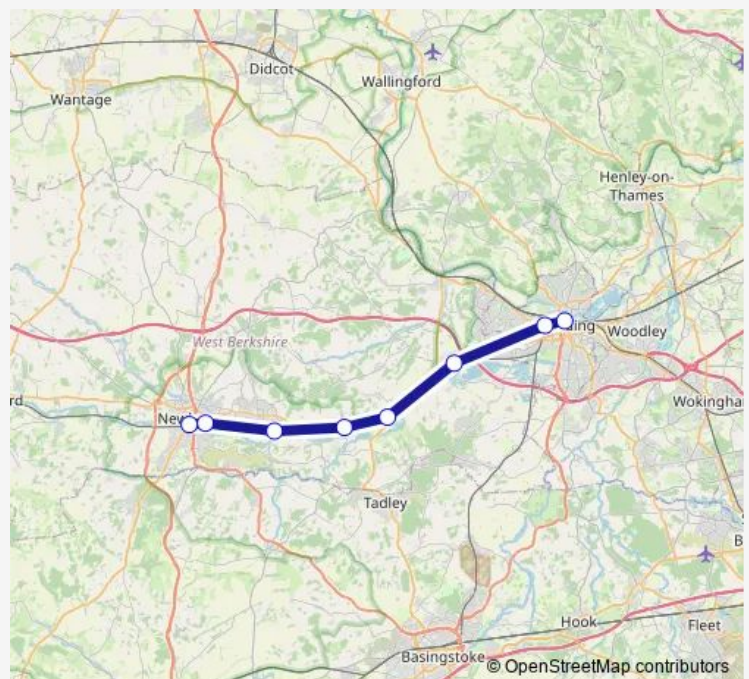 Didcot
Wallingford
Wantage
Henley-on-
Thames
Woodley
West Berkshire
Wokingha
Tadley
Hook
Fleet
Basingstoke
© OpenStreetMap contributors